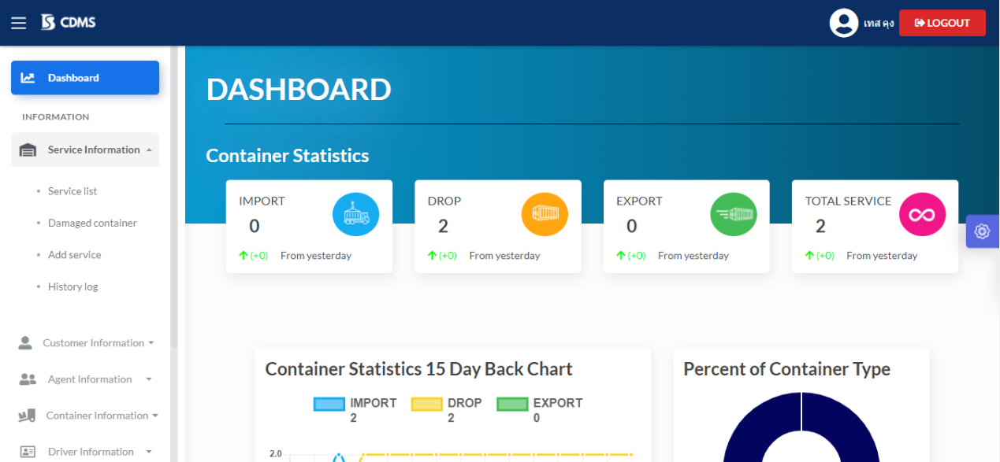 CDMS
เทส คุง
LOGOUT
Dashboard
INFORMATION
Service Information
Service list
Damaged container
Add service
History log
Customer Information
Agent Information
Container Information
Driver Information
DASHBOARD
Container Statistics
IMPORT
0
(+0) From yesterday
DROP
2
(+0) From yesterday
EXPORT
0
(+0) From yesterday
TOTAL SERVICE
2
(+0) From yesterday
Container Statistics 15 Day Back Chart
IMPORT DROP EXPORT
2 2 0
2.0
Percent of Container Type